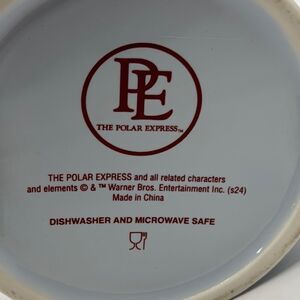 PE
THE POLAR EXPRESS™
THE POLAR EXPRESS and all related characters
and elements © & ™ Warner Bros. Entertainment Inc. (s24)
Made in China
DISHWASHER AND MICROWAVE SAFE